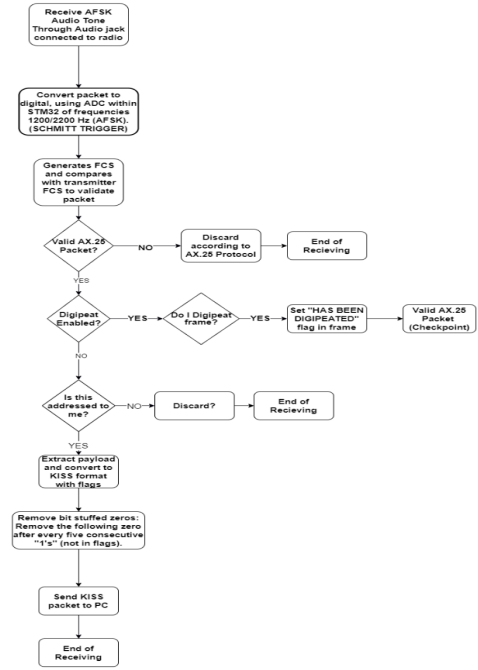 Receive AFSK
Audio Tone
Through Audio jack
connected to radio
Convert packet to
digital, using ADC within
STM32 of frequencies
1200/2200 Hz (AFSK).
(SCHMITT TRIGGER)
Generates FCS
and compares
with transmitter
FCS to validate
packet
Valid AX.25
Packet?
NO
Discard
according to
AX.25 Protocol
End of
Recieving
YES
Digipeat
Enabled?
YES
Do I Digipeat
frame?
YES
Set "HAS BEEN
DIGIPEATED"
flag in frame
Valid AX.25
Packet
(Checkpoint)
NO
Is this
addressed to
me?
NO
Discard?
End of
Recieving
YES
Extract payload
and convert to
KISS format
with flags
Remove bit stuffed zeros:
Remove the following zero
after every five consecutive
"1's" (not in flags).
Send KISS
packet to PC
End of
Receiving